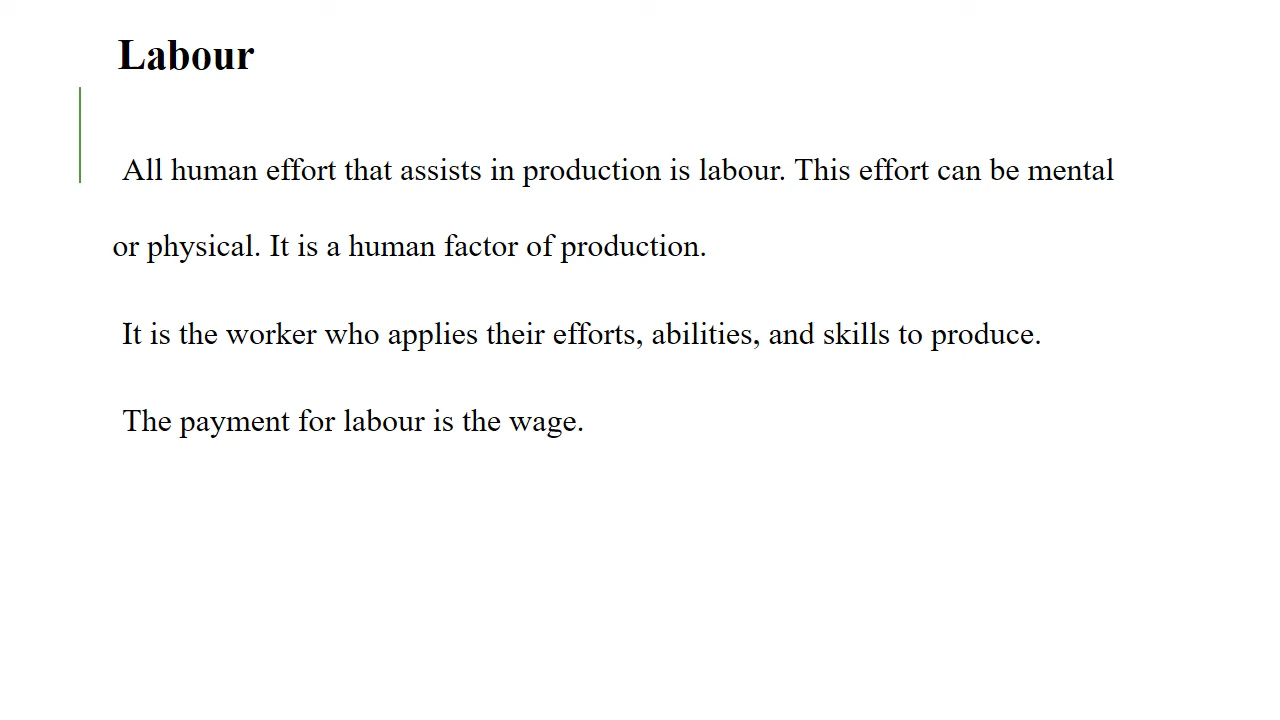 Labour
All human effort that assists in production is labour. This effort can be mental
or physical. It is a human factor of production.
It is the worker who applies their efforts, abilities, and skills to produce.
The payment for labour is the wage.